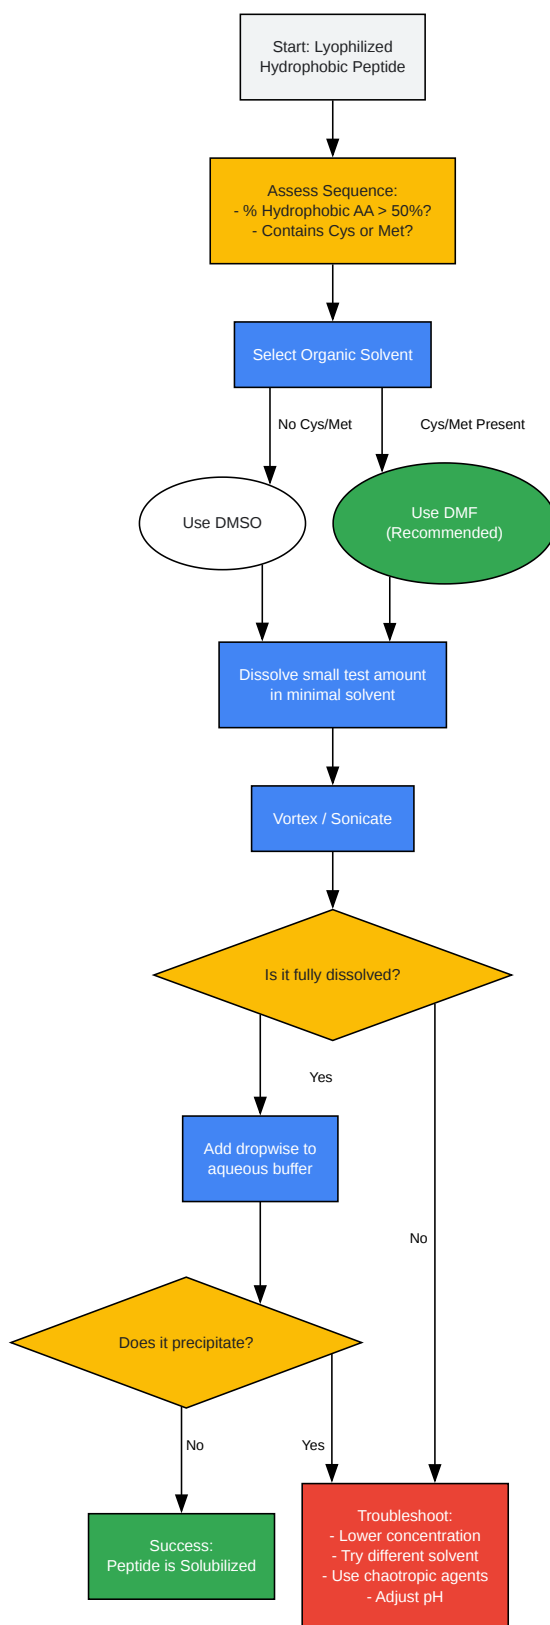 Start: Lyophilized
Hydrophobic Peptide
Assess Sequence:
- % Hydrophobic AA > 50%?
- Contains Cys or Met?
Select Organic Solvent
No Cys/Met
Cys/Met Present
Use DMSO
Use DMF
(Recommended)
Dissolve small test amount
in minimal solvent
Vortex / Sonicate
Is it fully dissolved?
Yes
Add dropwise to
aqueous buffer
No
Does it precipitate?
No
Yes
Success:
Peptide is Solubilized
Troubleshoot:
- Lower concentration
- Try different solvent
- Use chaotropic agents
- Adjust pH